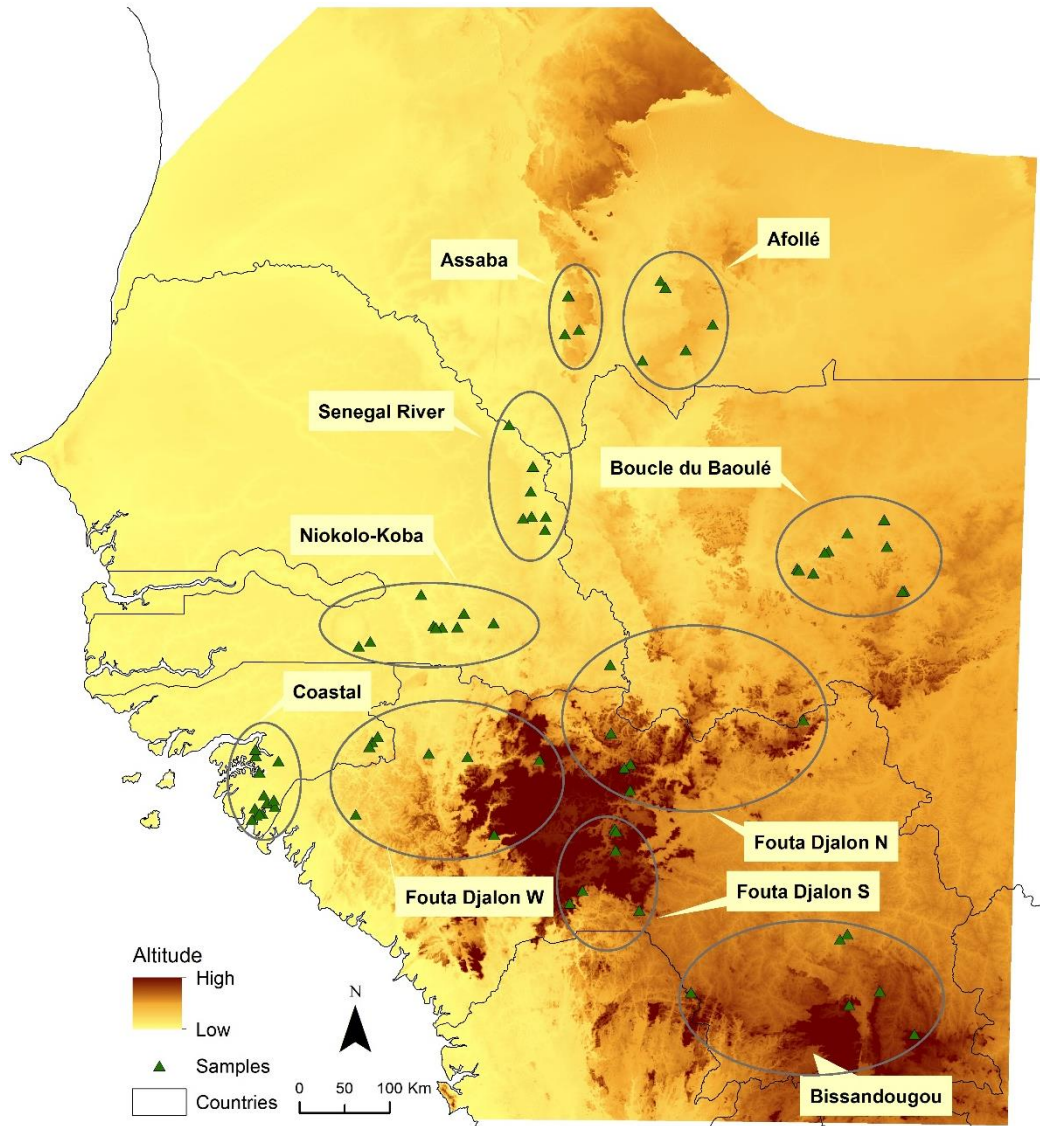 Afollé
Assaba
Senegal River
Boucle du Baoulé
Niokolo-Koba
Coastal
Fouta Djalon N
Fouta Djalon W
Fouta Djalon S
Altitude
High
Low
N
Samples
0 50 100 Km
Countries
Bissandougou